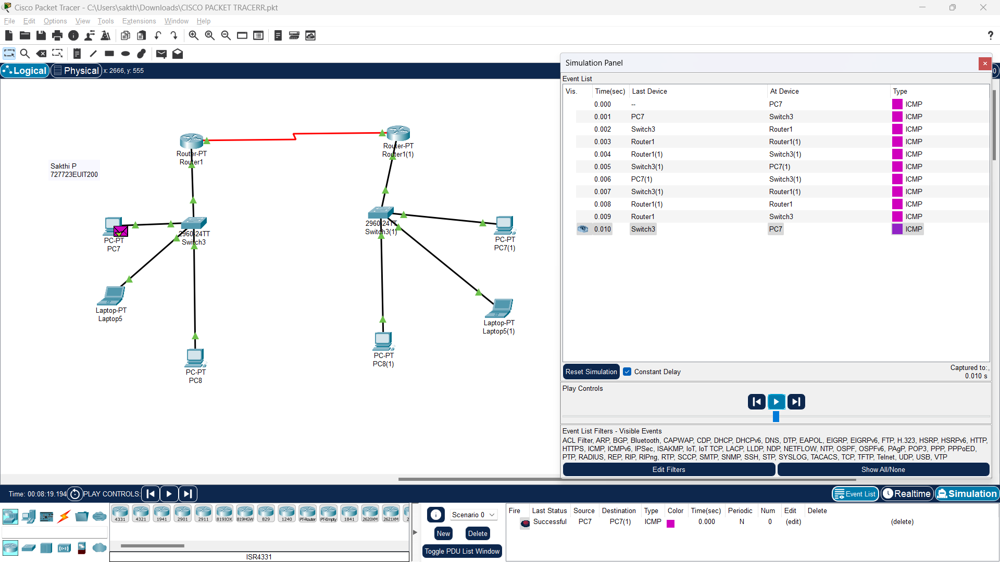 Cisco Packet Tracer - C:\Users\sakth\Downloads\CISCO PACKET TRACERR.pkt
File Edit Options View Tools Extensions Window Help
Logical Physical x: 2666, y: 555
Sakthi P
727723EUIT200
Router-PT
Router1
Router-PT
Router1(1)
2960-24TT
Switch3
2960-24TT
Switch3(1)
PC-PT
PC7
PC-PT
PC7(1)
Laptop-PT
Laptop5
Laptop-PT
Laptop5(1)
PC-PT
PC8
PC-PT
PC8(1)
Simulation Panel
Event List
Vis. Time(sec) Last Device At Device Type
0.000 -- PC7 ICMP
0.001 PC7 Switch3 ICMP
0.002 Switch3 Router1 ICMP
0.003 Router1 Router1(1) ICMP
0.004 Router1(1) Switch3(1) ICMP
0.005 Switch3(1) PC7(1) ICMP
0.006 PC7(1) Switch3(1) ICMP
0.007 Switch3(1) Router1(1) ICMP
0.008 Router1(1) Router1 ICMP
0.009 Router1 Switch3 ICMP
0.010 Switch3 PC7 ICMP
Reset Simulation Constant Delay
Captured to:
0.010 s
Play Controls
Event List Filters - Visible Events
ACL Filter, ARP, BGP, Bluetooth, CAPWAP, CDP, DHCP, DHCPv6, DNS, DTP, EAPOL, EIGRP, EIGRPv6, FTP, H.323, HSRP, HSRPv6, HTTP,
HTTPS, ICMP, ICMPv6, IPSec, ISAKMP, IoT, IoT TCP, LACP, LLDP, NDP, NETFLOW, NTP, OSPF, OSPFv6, PAgP, POP3, PPP, PPPoED,
PTP, RADIUS, REP, RIP, RIPng, RTP, SCCP, SMTP, SNMP, SSH, STP, SYSLOG, TACACS, TCP, TFTP, Telnet, UDP, USB, VTP
Edit Filters Show All/None
Time: 00:08:19.194 PLAY CONTROLS:
Event List Realtime Simulation
4331 4321 1941 2901 2911 819IOX 819HGW 829 1240 PT-Router PT-Empty 1841 2620XM 2621XM 2
ISR4331
Scenario 0
New Delete
Toggle PDU List Window
Fire Last Status Source Destination Type Color Time(sec) Periodic Num Edit Delete
Successful PC7 PC7(1) ICMP 0.000 N 0 (edit) (delete)